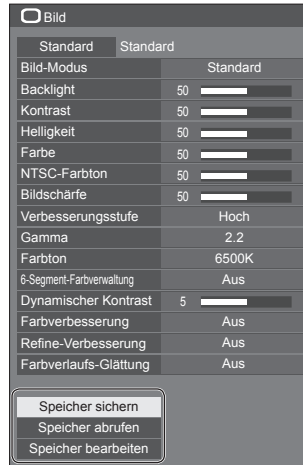 Bild
Standard Standard
Bild-Modus Standard
Backlight 50
Kontrast 50
Helligkeit 50
Farbe 50
NTSC-Farbton 50
Bildschärfe 50
Verbesserungsstufe Hoch
Gamma 2.2
Farbton 6500K
6-Segment-Farbverwaltung Aus
Dynamischer Kontrast 5
Farbverbesserung Aus
Refine-Verbesserung Aus
Farbverlaufs-Glättung Aus
Speicher sichern
Speicher abrufen
Speicher bearbeiten